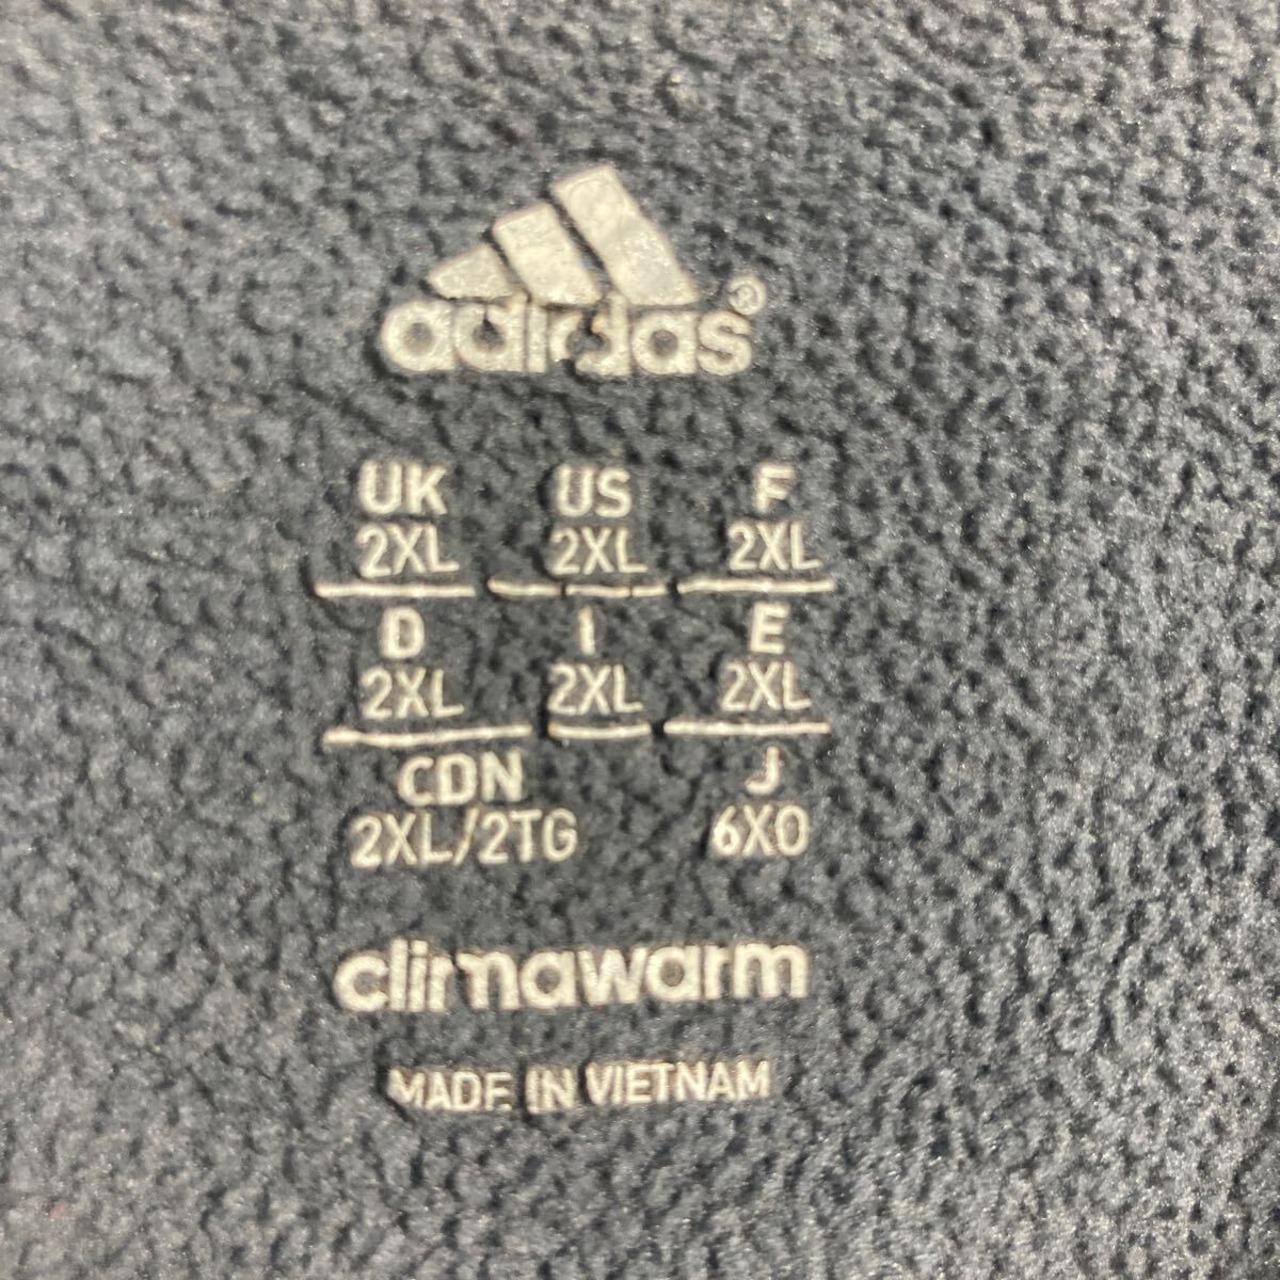 adidas®
UK US F
2XL 2XL 2XL
D I E
2XL 2XL 2XL
CDN J
2XL/2TG 6XO
climawarm
MADE IN VIETNAM